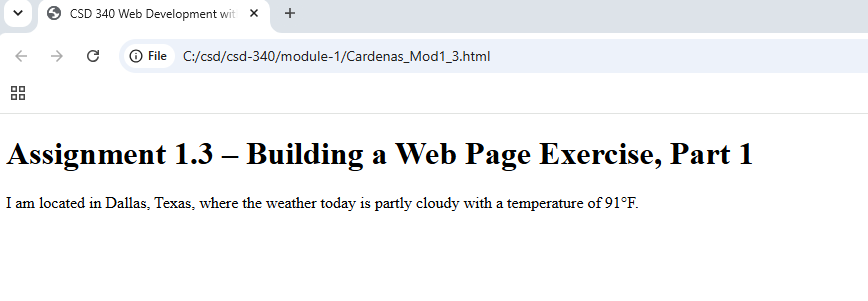 CSD 340 Web Development wit
File C:/csd/csd-340/module-1/Cardenas_Mod1_3.html
Assignment 1.3 – Building a Web Page Exercise, Part 1
I am located in Dallas, Texas, where the weather today is partly cloudy with a temperature of 91°F.